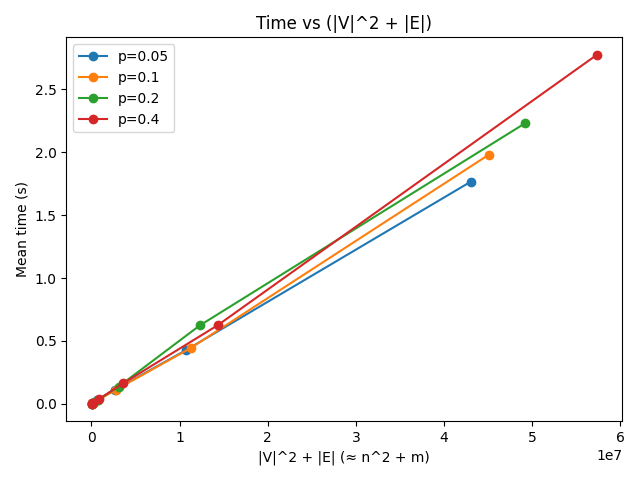 Time vs (|V|^2 + |E|)
p=0.05
p=0.1
p=0.2
p=0.4
Mean time (s)
2.5
2.0
1.5
1.0
0.5
0.0
0 1 2 3 4 5 6
1e7
|V|^2 + |E| (≈ n^2 + m)